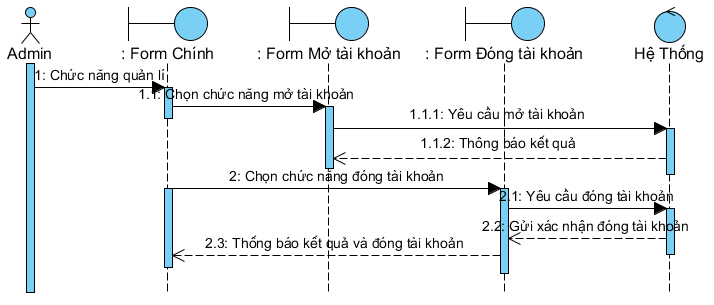 Admin
: Form Chính
: Form Mở tài khoản
: Form Đóng tài khoản
Hệ Thống
1: Chức năng quản lí
1.1: Chọn chức năng mở tài khoản
1.1.1: Yêu cầu mở tài khoản
1.1.2: Thông báo kết quả
2: Chọn chức năng đóng tài khoản
2.1: Yêu cầu đóng tài khoản
2.2: Gửi xác nhận đóng tài khoản
2.3: Thống báo kết quả và đóng tài khoản